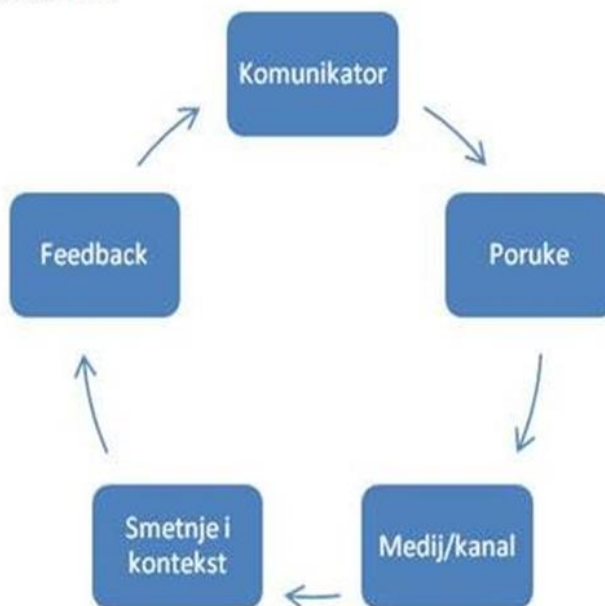 Komunikator
Poruke
Medij/kanal
Smetnje i
kontekst
Feedback